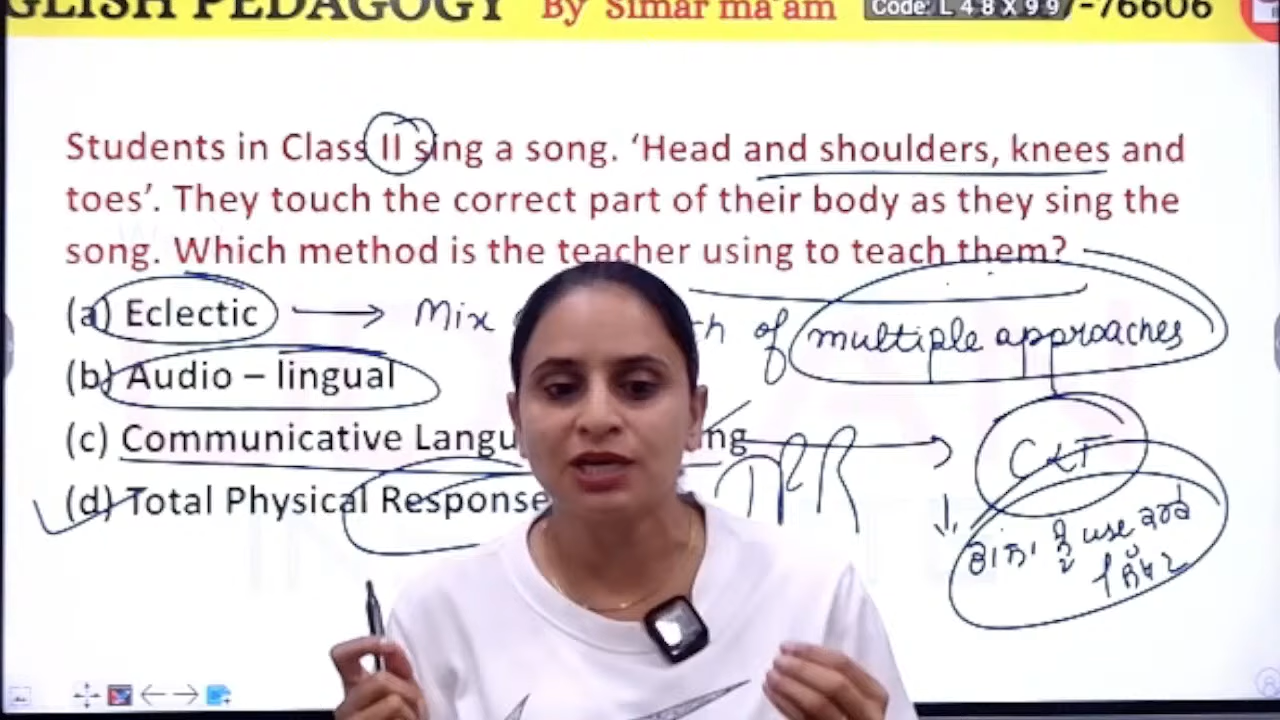 GLISH PEDAGOGY By Simar ma'am Code: L 4 8 X 9 9 7-76606
Students in Class II sing a song. ‘Head and shoulders, knees and
toes’. They touch the correct part of their body as they sing the
song. Which method is the teacher using to teach them?
(a) Eclectic → Mix of multiple approaches
(b) Audio – lingual
(c) Communicative Langu ng → CLT
(d) Total Physical Response TPR
use